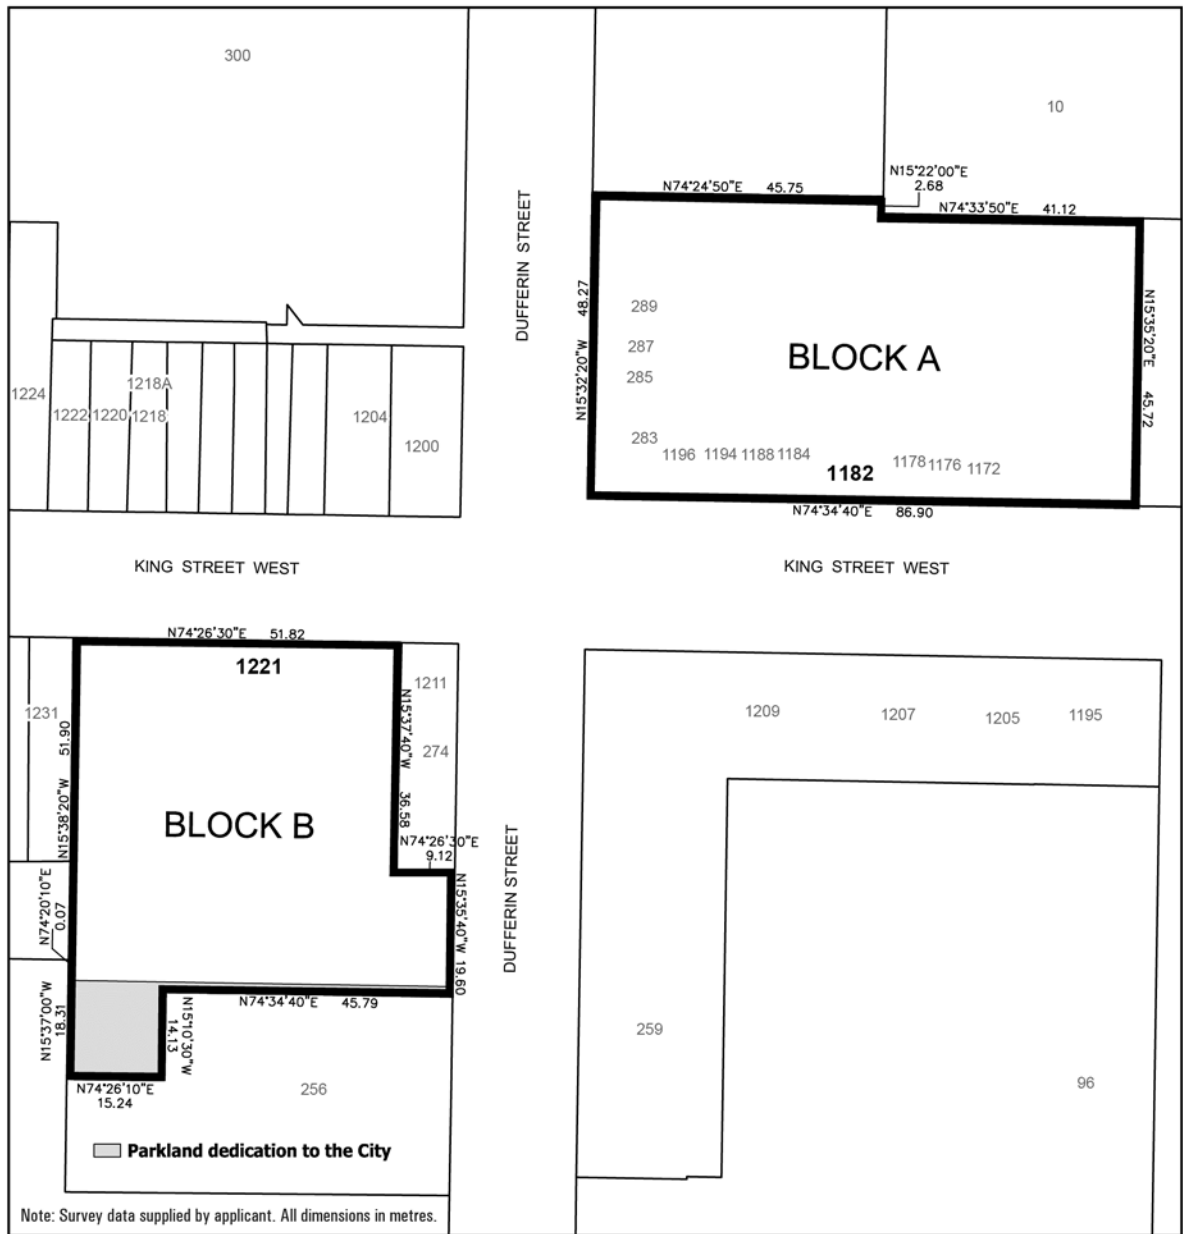 300
10
N15°22'00"E
2.68
N74°24'50"E 45.75
N74°33'50"E 41.12
DUFFERIN STREET
N15°32'20"W 48.27
289
287
285
283
BLOCK A
N15°35'20"E 45.72
1224
1222
1220
1218A
1218
1204
1200
1196
1194
1188
1184
1182
1178
1176
1172
N74°34'40"E 86.90
KING STREET WEST
KING STREET WEST
N74°26'30"E 51.82
1221
1231
N15°38'20"W 51.90
1211
N15°37'40"W 36.58
274
1209
1207
1205
1195
BLOCK B
N74°26'30"E
9.12
DUFFERIN STREET
N15°35'40"W 19.60
N74°20'10"E
0.07
N15°37'00"W
18.31
N74°34'40"E 45.79
N15°10'30"W
14.13
N74°26'10"E
15.24
256
259
96
Parkland dedication to the City
Note: Survey data supplied by applicant. All dimensions in metres.